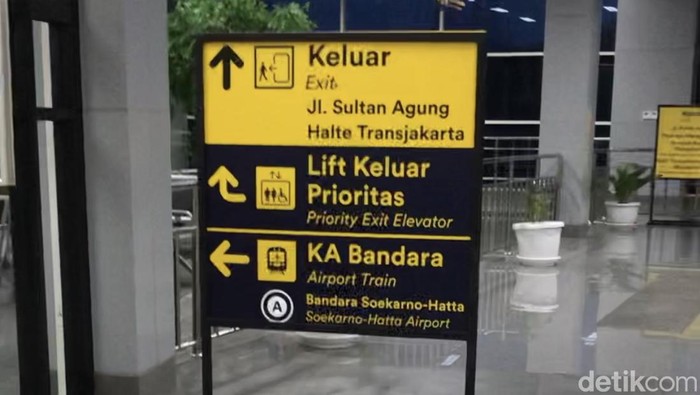 Keluar
Exit
Jl. Sultan Agung
Halte Transjakarta
Lift Keluar
Prioritas
Priority Exit Elevator
KA Bandara
Airport Train
A
Bandara Soekarno-Hatta
Soekarno-Hatta Airport
detikcom